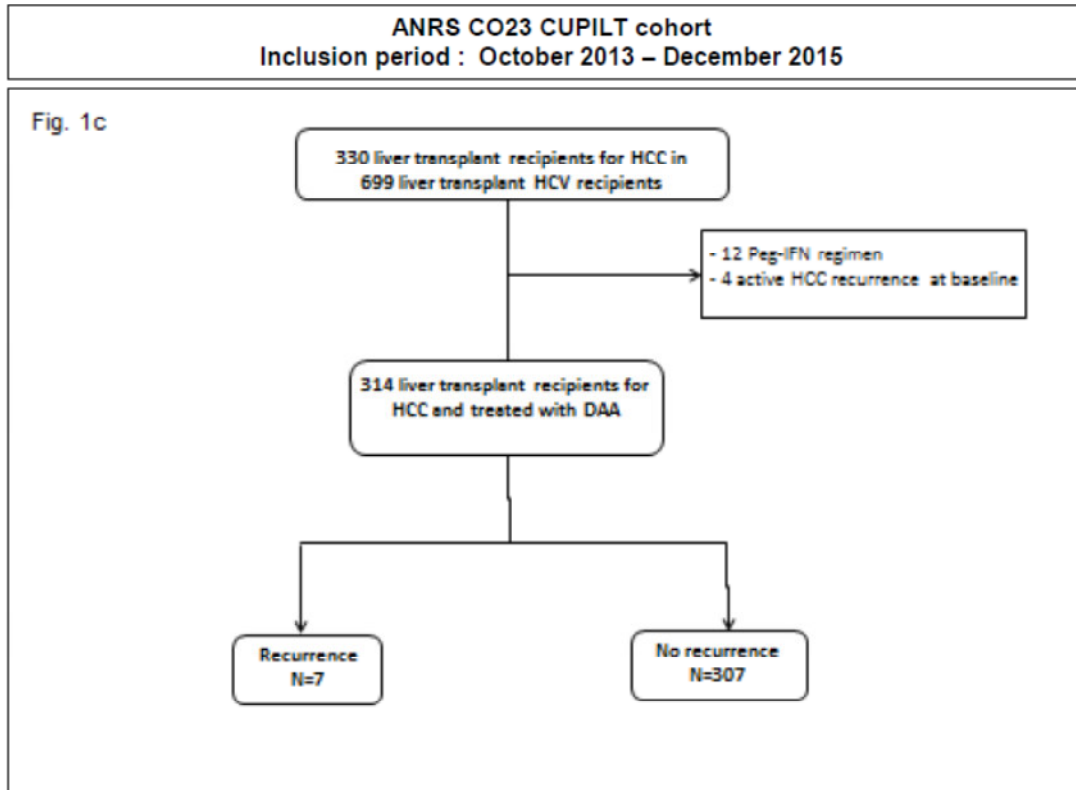 ANRS CO23 CUPILT cohort
Inclusion period : October 2013 – December 2015
Fig. 1c
330 liver transplant recipients for HCC in
699 liver transplant HCV recipients
- 12 Peg-IFN regimen
- 4 active HCC recurrence at baseline
314 liver transplant recipients for
HCC and treated with DAA
Recurrence
N=7
No recurrence
N=307